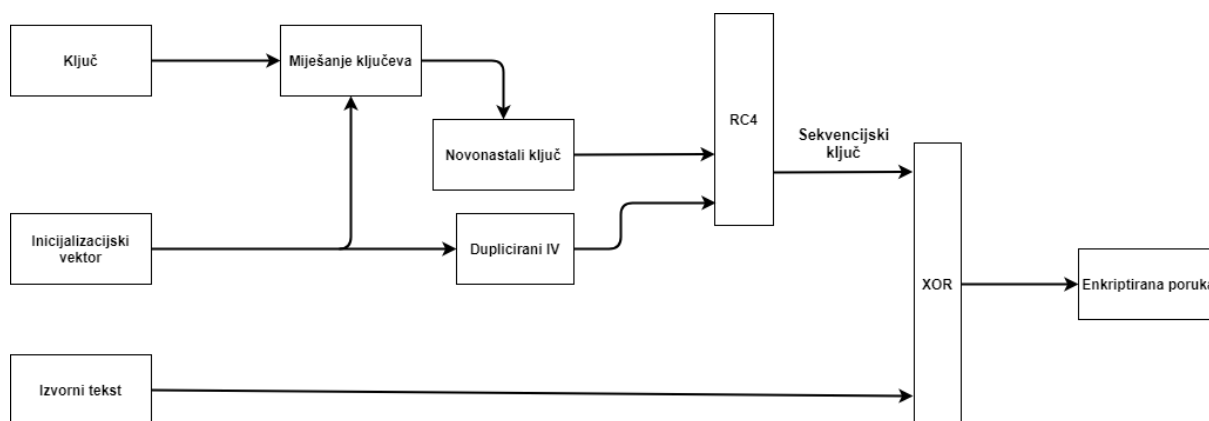 Ključ
Miješanje ključeva
RC4
Sekvencijski
ključ
Novonastali ključ
Inicijalizacijski
vektor
Duplicirani IV
XOR
Enkriptirana poruka
Izvorni tekst